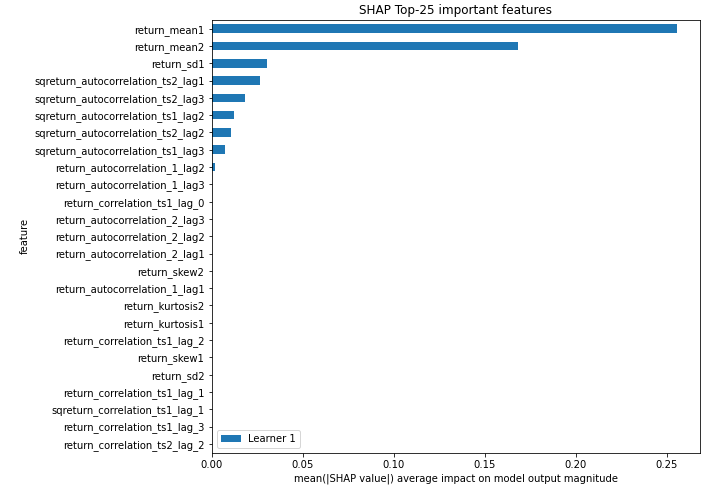 SHAP Top-25 important features
return_mean1
return_mean2
return_sd1
sqreturn_autocorrelation_ts2_lag1
sqreturn_autocorrelation_ts2_lag3
sqreturn_autocorrelation_ts1_lag2
sqreturn_autocorrelation_ts2_lag2
sqreturn_autocorrelation_ts1_lag3
return_autocorrelation_1_lag2
return_autocorrelation_1_lag3
return_correlation_ts1_lag_0
return_autocorrelation_2_lag3
return_autocorrelation_2_lag2
return_autocorrelation_2_lag1
return_skew2
return_autocorrelation_1_lag1
return_kurtosis2
return_kurtosis1
return_correlation_ts1_lag_2
return_skew1
return_sd2
return_correlation_ts1_lag_1
sqreturn_correlation_ts1_lag_1
return_correlation_ts1_lag_3
return_correlation_ts2_lag_2
feature
Learner 1
0.00 0.05 0.10 0.15 0.20 0.25
mean(|SHAP value|) average impact on model output magnitude